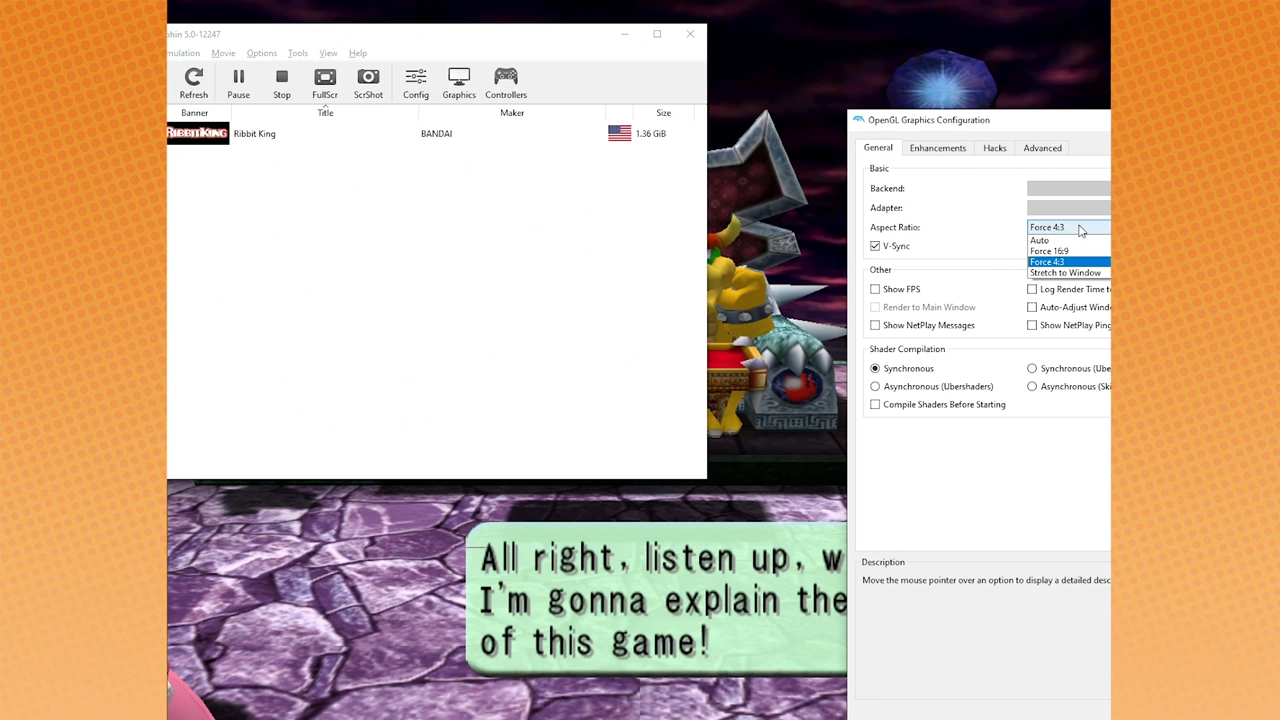 phin 5.0-12247
mulation Movie Options Tools View Help
Refresh Pause Stop FullScr ScrShot Config Graphics Controllers
Banner Title Maker Size
RIBBIT KING Ribbit King BANDAI 1.36 GiB
OpenGL Graphics Configuration
General Enhancements Hacks Advanced
Basic
Backend:
Adapter:
Aspect Ratio: Force 4:3
Auto
V-Sync
Force 16:9
Force 4:3
Stretch to Window
Other
Show FPS Log Render Time to
Render to Main Window Auto-Adjust Wind
Show NetPlay Messages Show NetPlay Ping
Shader Compilation
Synchronous Synchronous (Ube
Asynchronous (Ubershaders) Asynchronous (Ski
Compile Shaders Before Starting
Description
Move the mouse pointer over an option to display a detailed desc
All right, listen up, w
I'm gonna explain the
of this game!